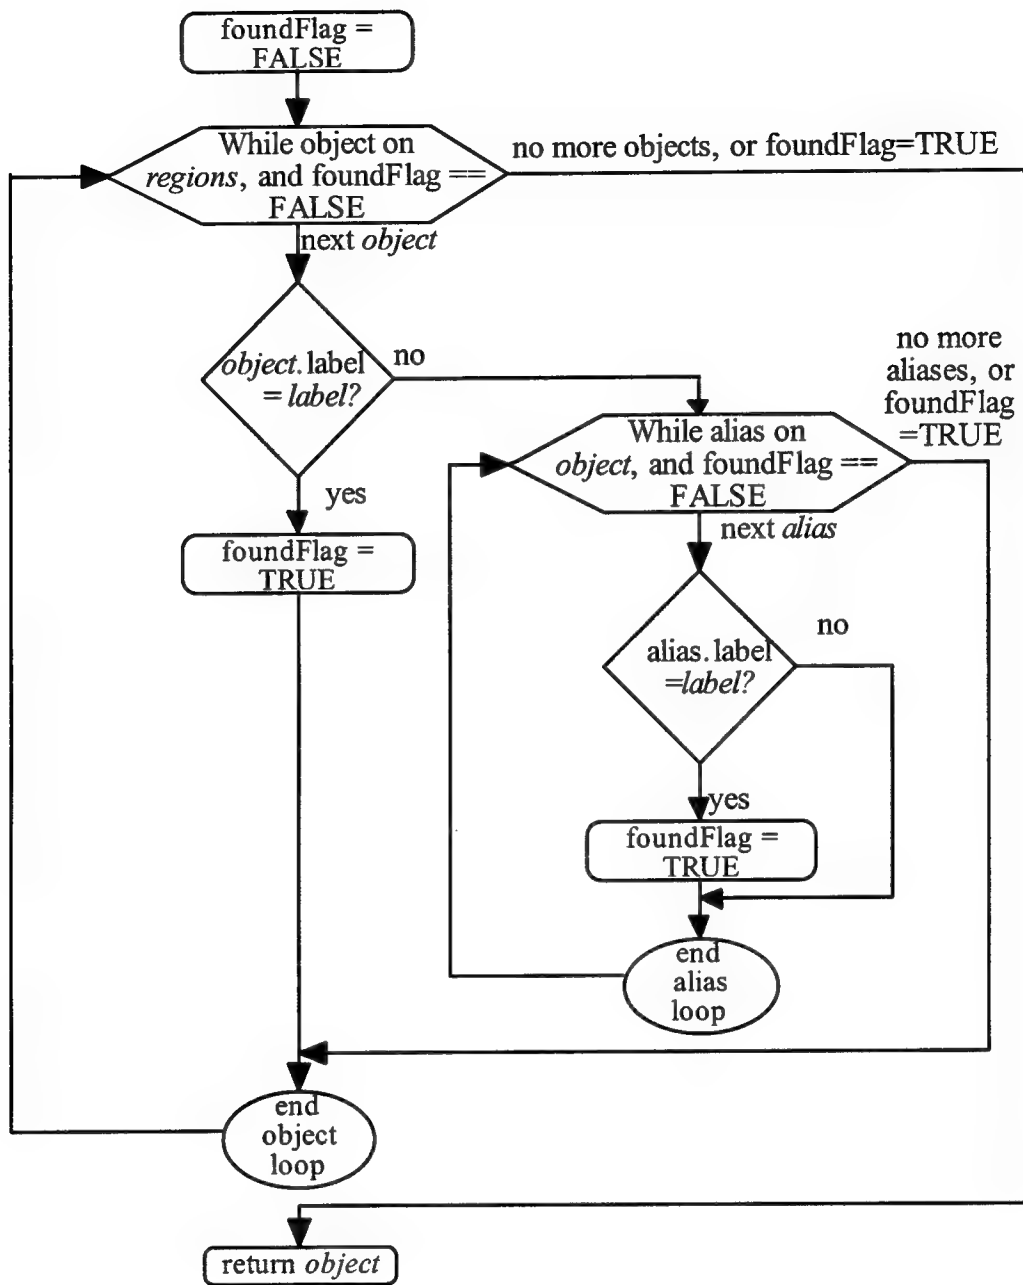 foundFlag =
FALSE
While object on
regions, and foundFlag ==
FALSE
no more objects, or foundFlag=TRUE
next object
object.label
= label?
no
yes
foundFlag =
TRUE
no more
aliases, or
foundFlag
=TRUE
While alias on
object, and foundFlag ==
FALSE
next alias
alias.label
=label?
no
yes
foundFlag =
TRUE
end
alias
loop
end
object
loop
return object